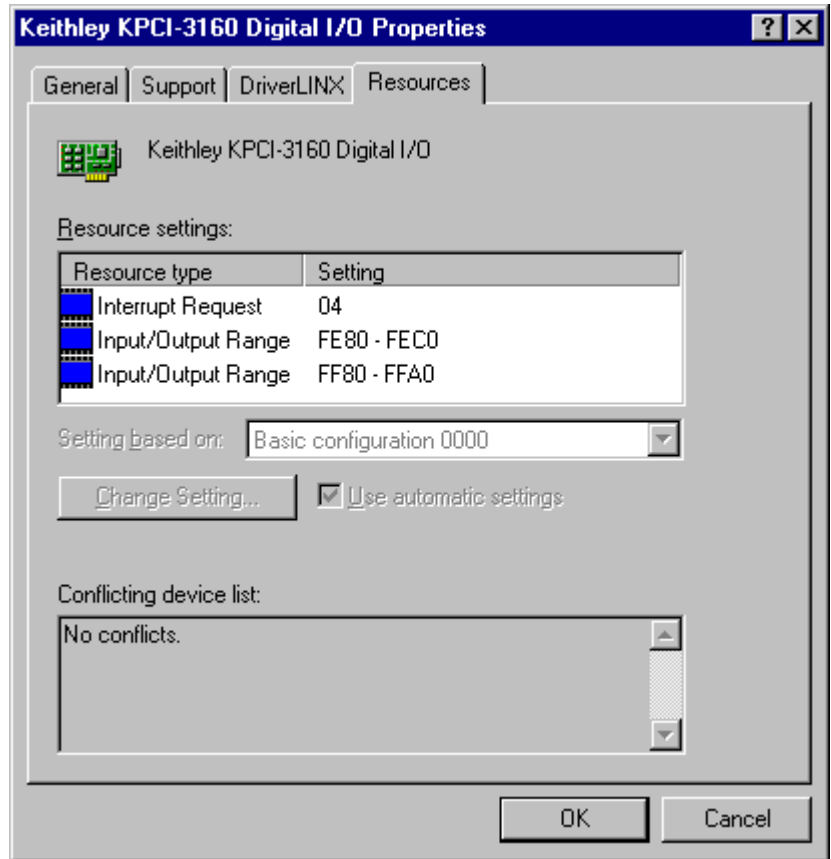 Keithley KPCI-3160 Digital I/O Properties
General Support DriverLINX Resources
Keithley KPCI-3160 Digital I/O
Resource settings:
Resource type Setting
Interrupt Request 04
Input/Output Range FE80 - FEC0
Input/Output Range FF80 - FFA0
Setting based on: Basic configuration 0000
Change Setting... Use automatic settings
Conflicting device list:
No conflicts.
OK Cancel